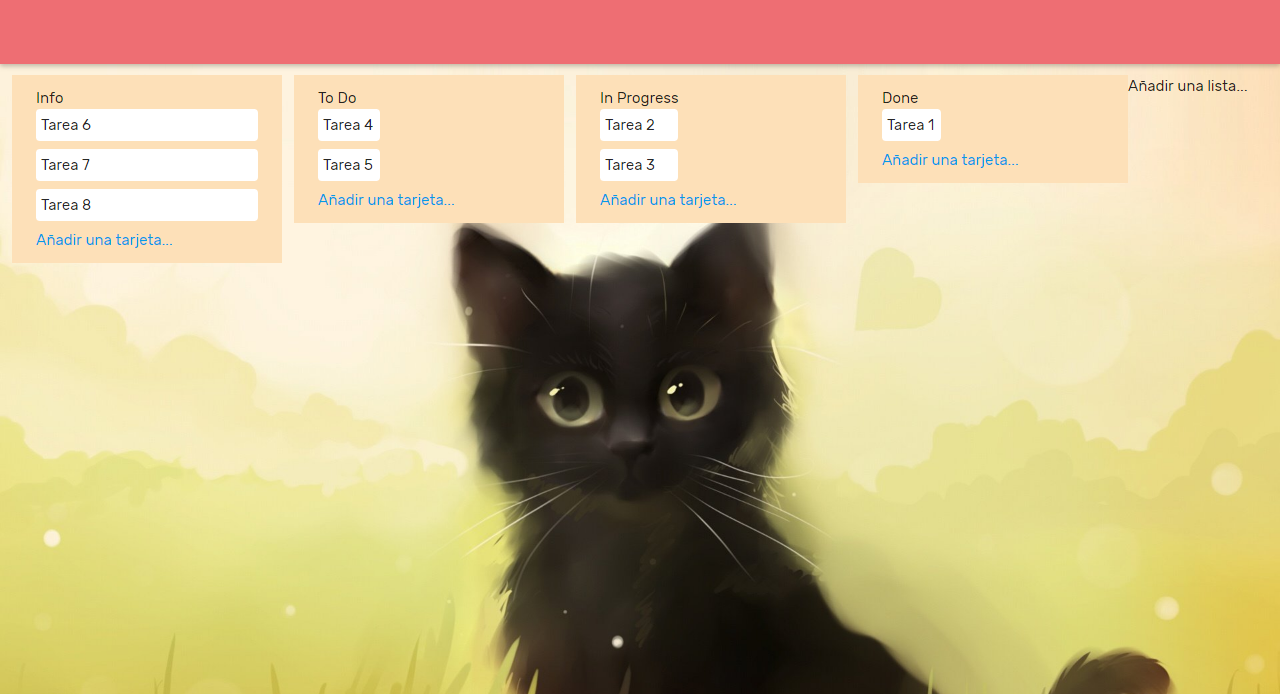 Info
Tarea 6
Tarea 7
Tarea 8
Añadir una tarjeta...
To Do
Tarea 4
Tarea 5
Añadir una tarjeta...
In Progress
Tarea 2
Tarea 3
Añadir una tarjeta...
Done
Tarea 1
Añadir una tarjeta...
Añadir una lista...